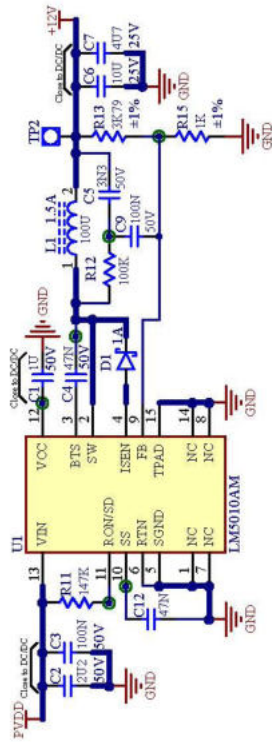 PVDD
Close to DC/DC
C2
2U2
50V
C3
100N
50V
GND
R11
147K
C12
47N
GND
U1
13
VIN
11
RON/SD
10
SS
6
RTN
5
SGND
1
NC
7
NC
VCC
12
BTS
3
SW
2
ISEN
4
FB
9
TPAD
15
NC
14
NC
8
LM5010AM
Close to DC/DC
C1
1U
50V
GND
C4
47N
50V
D1
1A
GND
L1
1.5A
100U
1
2
R12
100K
C5
3N3
50V
C9
100N
50V
TP2
+12V
Close to DC/DC
C6
10U
25V
C7
4U7
25V
GND
R13
3K79
±1%
R15
1K
±1%
GND